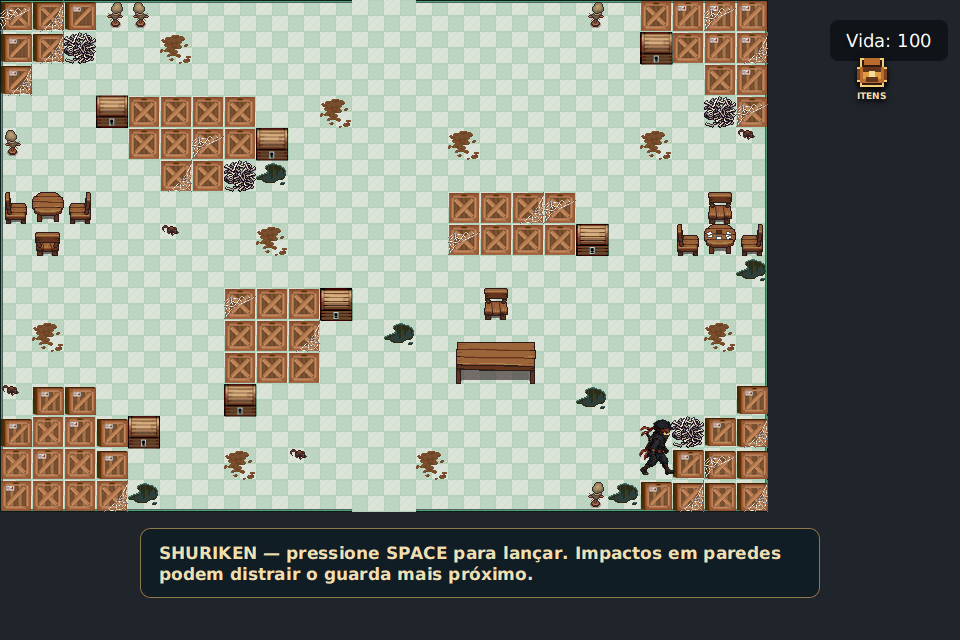 Vida: 100
ITENS
SHURIKEN — pressione SPACE para lançar. Impactos em paredes
podem distrair o guarda mais próximo.